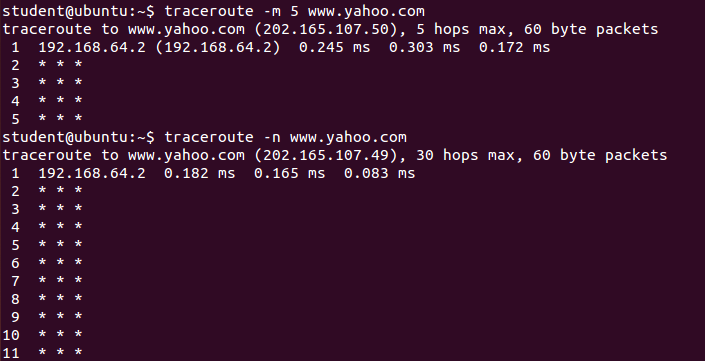 student@ubuntu:~$ traceroute -m 5 www.yahoo.com
traceroute to www.yahoo.com (202.165.107.50), 5 hops max, 60 byte packets
 1  192.168.64.2 (192.168.64.2)  0.245 ms  0.303 ms  0.172 ms
 2  * * *
 3  * * *
 4  * * *
 5  * * *
student@ubuntu:~$ traceroute -n www.yahoo.com
traceroute to www.yahoo.com (202.165.107.49), 30 hops max, 60 byte packets
 1  192.168.64.2  0.182 ms  0.165 ms  0.083 ms
 2  * * *
 3  * * *
 4  * * *
 5  * * *
 6  * * *
 7  * * *
 8  * * *
 9  * * *
10  * * *
11  * * *